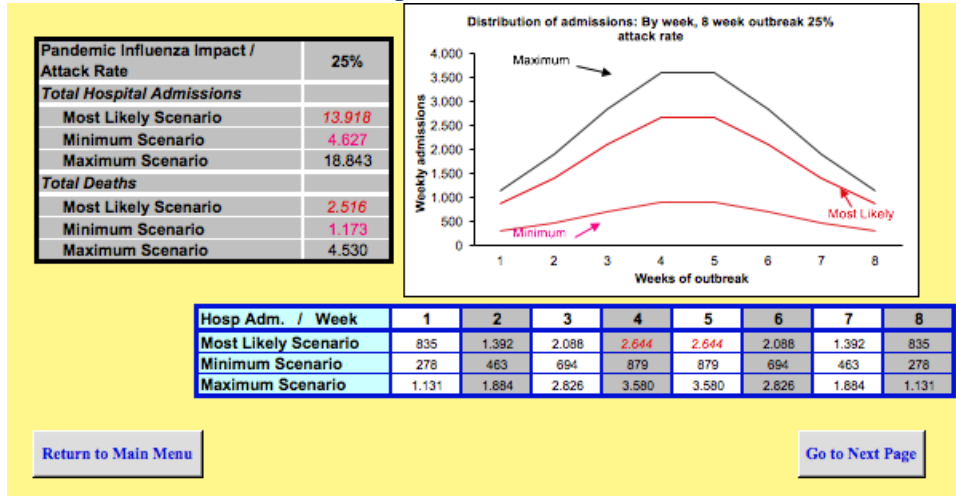 Pandemic Influenza Impact / Attack Rate 25%
Total Hospital Admissions
Most Likely Scenario 13.918
Minimum Scenario 4.627
Maximum Scenario 18.843
Total Deaths
Most Likely Scenario 2.516
Minimum Scenario 1.173
Maximum Scenario 4.530
Distribution of admissions: By week, 8 week outbreak 25%
attack rate
Weekly admissions
4.000
3.500
3.000
2.500
2.000
1.500
1.000
500
0
Maximum
Most Likely
Minimum
1 2 3 4 5 6 7 8
Weeks of outbreak
Hosp Adm. / Week 1 2 3 4 5 6 7 8
Most Likely Scenario 835 1.392 2.088 2.644 2.644 2.088 1.392 835
Minimum Scenario 278 463 694 879 879 694 463 278
Maximum Scenario 1.131 1.884 2.826 3.580 3.580 2.826 1.884 1.131
Return to Main Menu
Go to Next Page